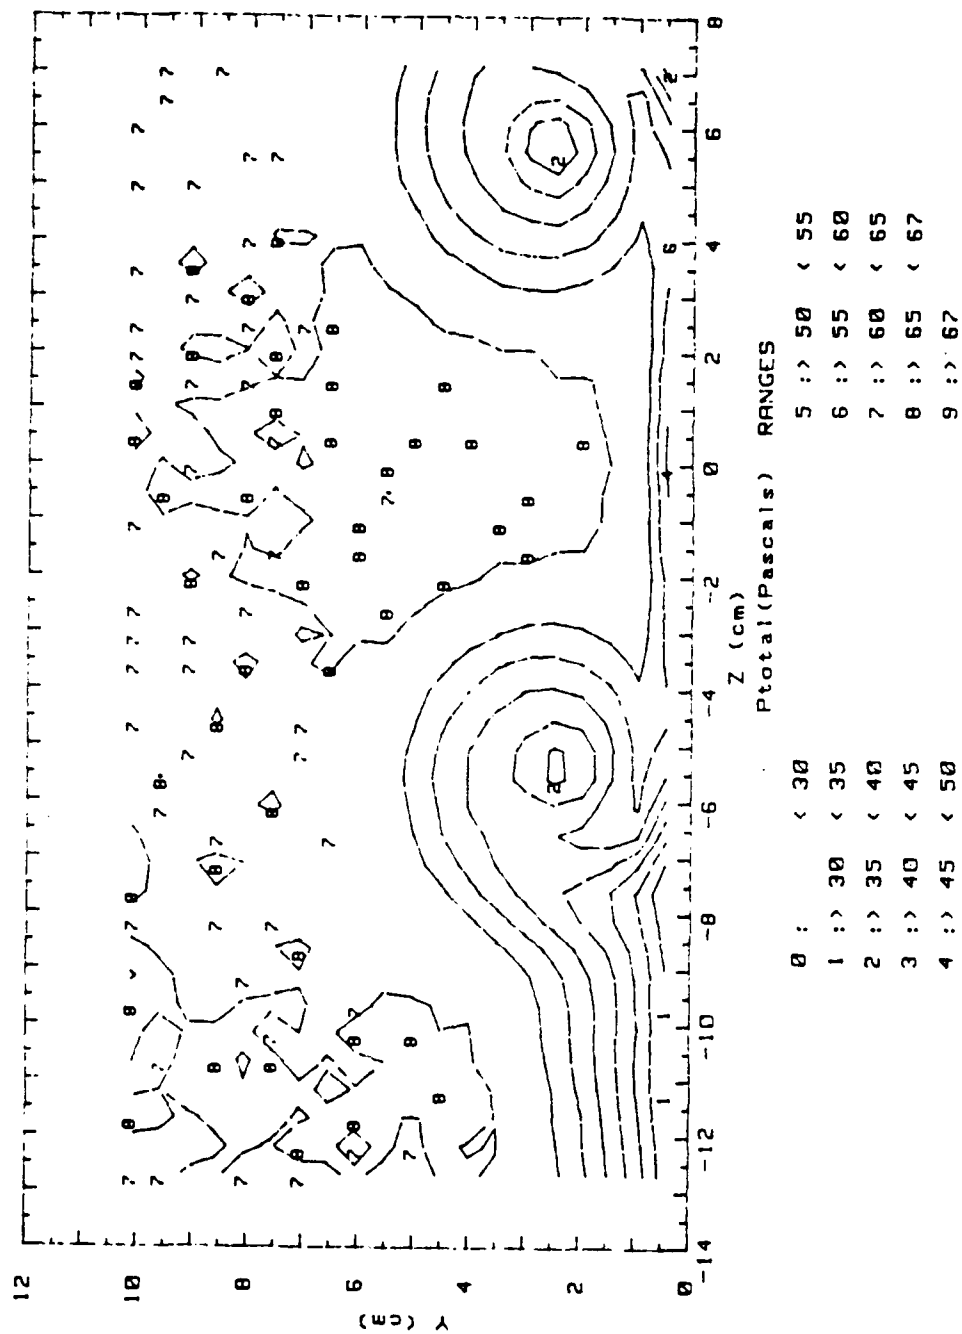 12
10
8
6
4
2
0
Y (cm)
-14
-12
-10
-8
-6
-4
-2
0
2
4
6
8
Z (cm)
Ptotal(Pascals) RANGES
0 : < 30
1 :> 30 < 35
2 :> 35 < 40
3 :> 40 < 45
4 :> 45 < 50
5 :> 50 < 55
6 :> 55 < 60
7 :> 60 < 65
8 :> 65 < 67
9 :> 67